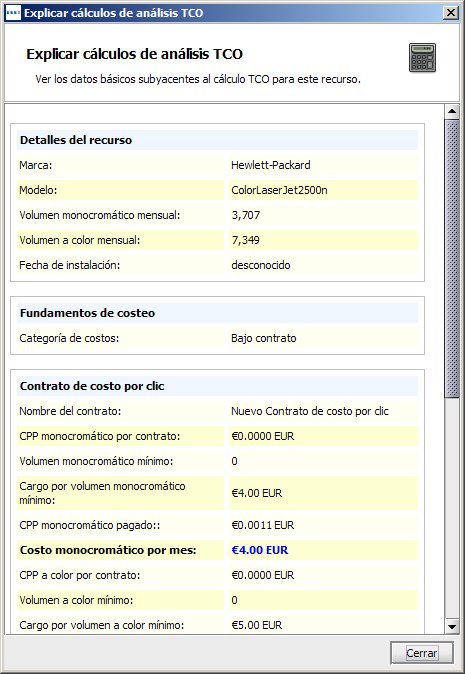 Explicar cálculos de análisis TCO
Explicar cálculos de análisis TCO
Ver los datos básicos subyacentes al cálculo TCO para este recurso.
Detalles del recurso
Marca: Hewlett-Packard
Modelo: ColorLaserJet2500n
Volumen monocromático mensual: 3,707
Volumen a color mensual: 7,349
Fecha de instalación: desconocido
Fundamentos de costeo
Categoría de costos: Bajo contrato
Contrato de costo por clic
Nombre del contrato: Nuevo Contrato de costo por clic
CPP monocromático por contrato: €0.0000 EUR
Volumen monocromático mínimo: 0
Cargo por volumen monocromático
mínimo: €4.00 EUR
CPP monocromático pagado:: €0.0011 EUR
Costo monocromático por mes: €4.00 EUR
CPP a color por contrato: €0.0000 EUR
Volumen a color mínimo: 0
Cargo por volumen a color mínimo: €5.00 EUR
Cerrar